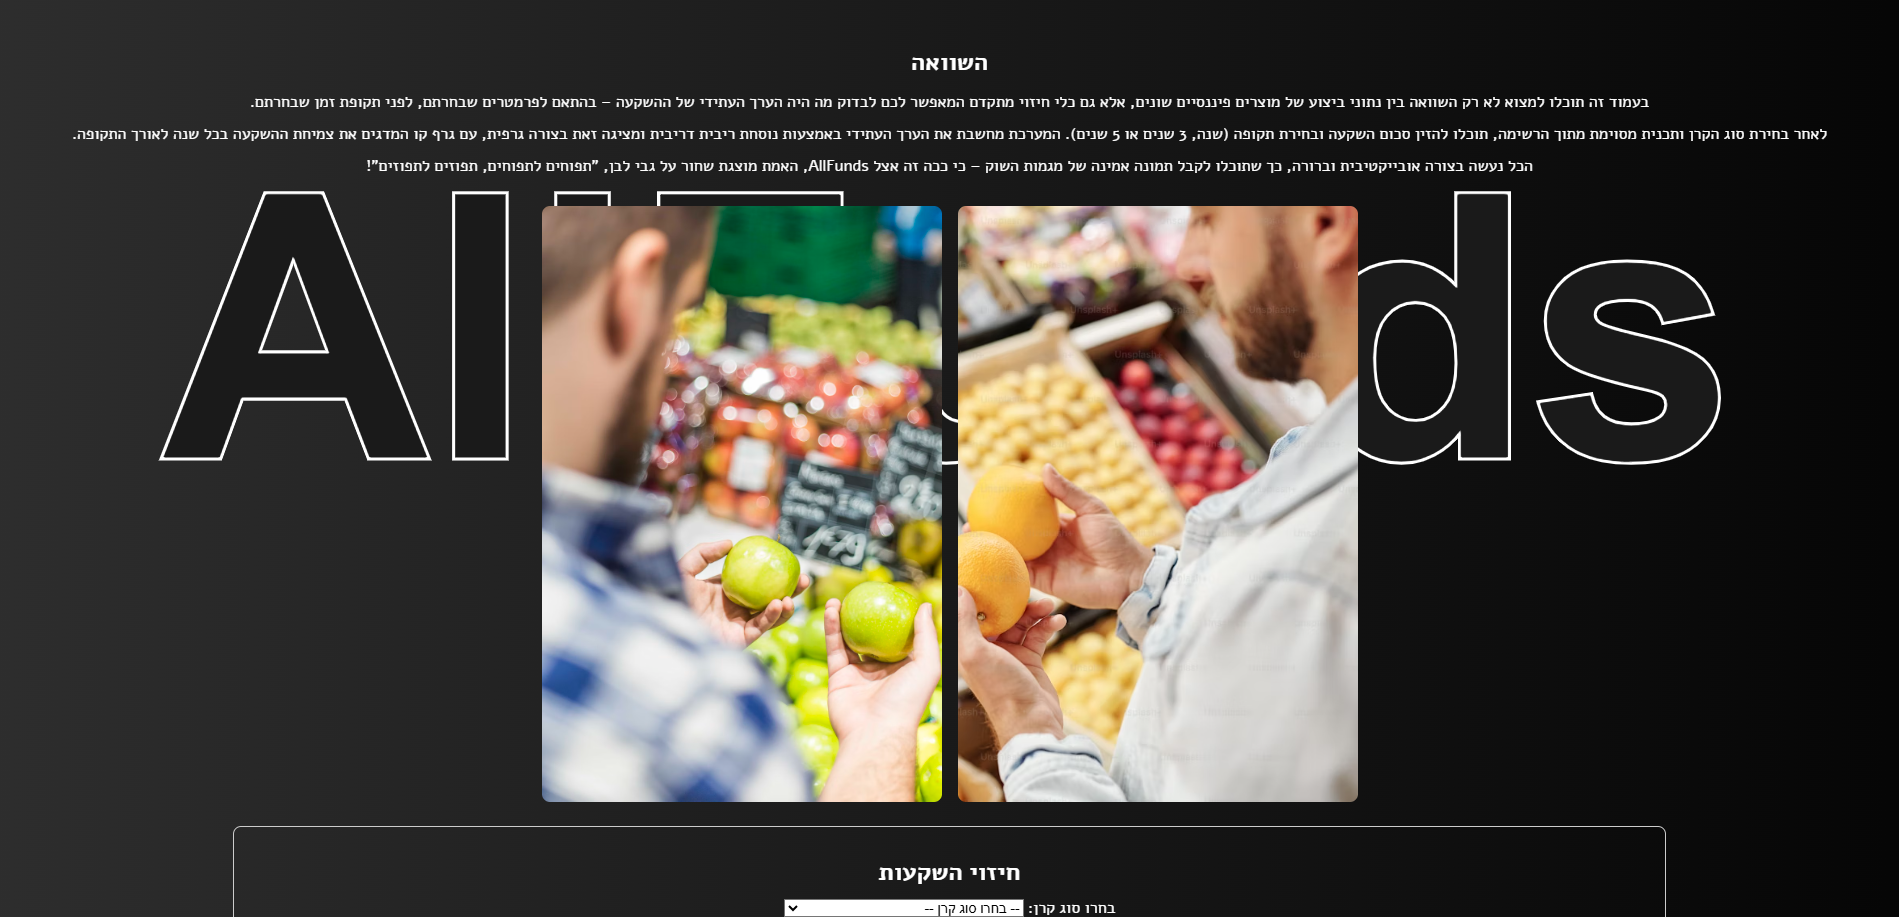 השוואה
בעמוד זה תוכלו למצוא לא רק השוואה בין נתוני ביצוע של מוצרים פיננסיים שונים, אלא גם כלי חיזוי מתקדם המאפשר לכם לבדוק מה היה הערך העתידי של ההשקעה – בהתאם לפרמטרים שבחרתם, לפני תקופת זמן שבחרתם.
לאחר בחירת סוג הקרן ותכנית מסוימת מתוך הרשימה, תוכלו להזין סכום השקעה ובחירת תקופה (שנה, 3 שנים או 5 שנים). המערכת מחשבת את הערך העתידי באמצעות נוסחת ריבית דריבית ומציגה זאת בצורה גרפית, עם גרף קו המדגים את צמיחת ההשקעה בכל שנה לאורך התקופה.
הכל נעשה בצורה אובייקטיבית וברורה, כך שתוכלו לקבל תמונה אמינה של מגמות השוק – כי ככה זה אצל AllFunds, האמת מוצגת שחור על גבי לבן, "תפוחים לתפוחים, תפוזים לתפוזים"!
Al ds
Unsplash+
חיזוי השקעות
בחרו סוג קרן: -- בחרו סוג קרן --